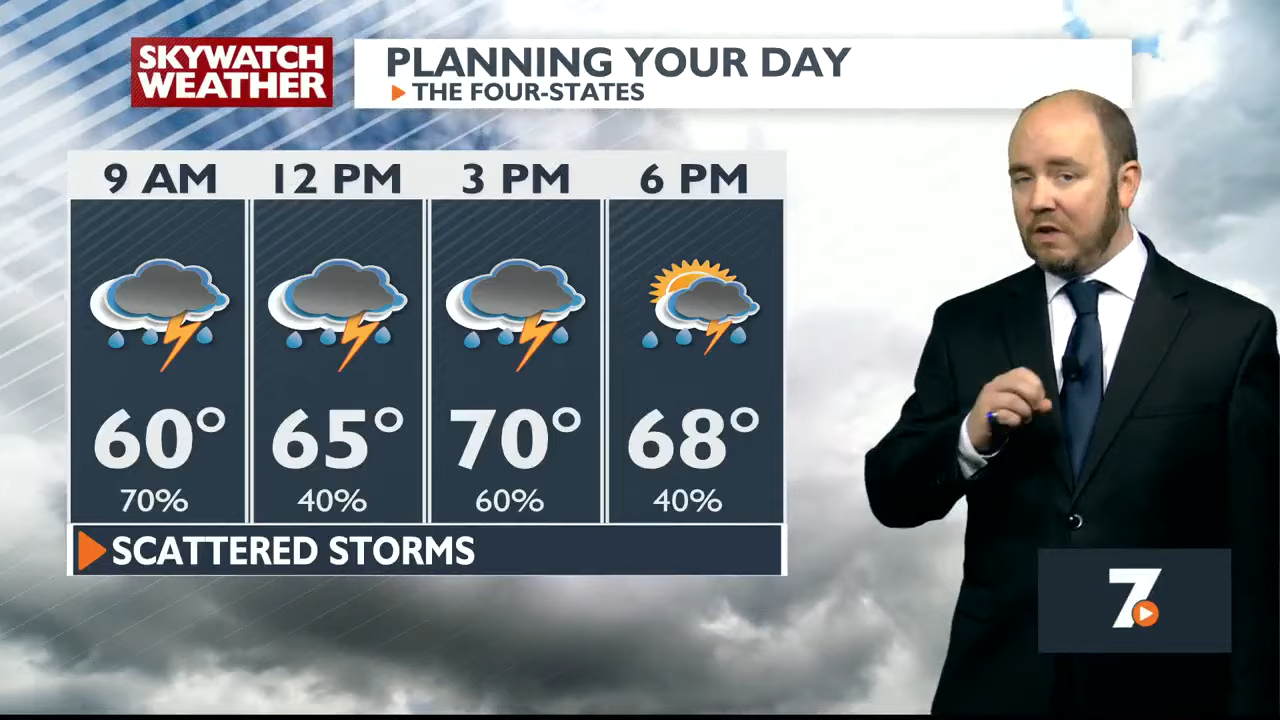 SKYWATCH
WEATHER
PLANNING YOUR DAY
THE FOUR-STATES
9 AM 12 PM 3 PM 6 PM
60° 65° 70° 68°
70% 40% 60% 40%
SCATTERED STORMS
7